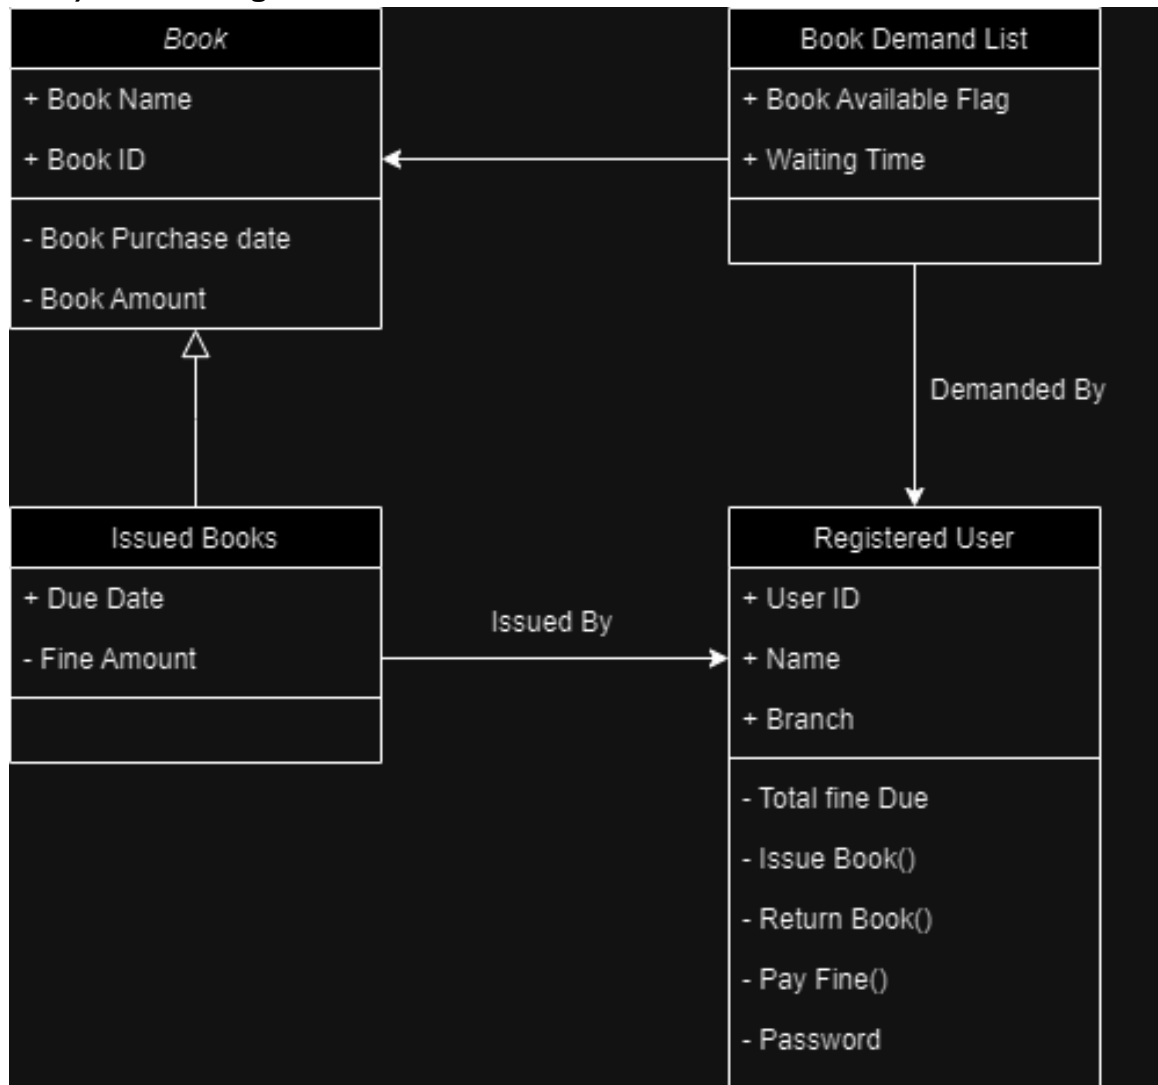 Book
+ Book Name
+ Book ID
- Book Purchase date
- Book Amount
Book Demand List
+ Book Available Flag
+ Waiting Time
Demanded By
Issued Books
+ Due Date
- Fine Amount
Issued By
Registered User
+ User ID
+ Name
+ Branch
- Total fine Due
- Issue Book()
- Return Book()
- Pay Fine()
- Password